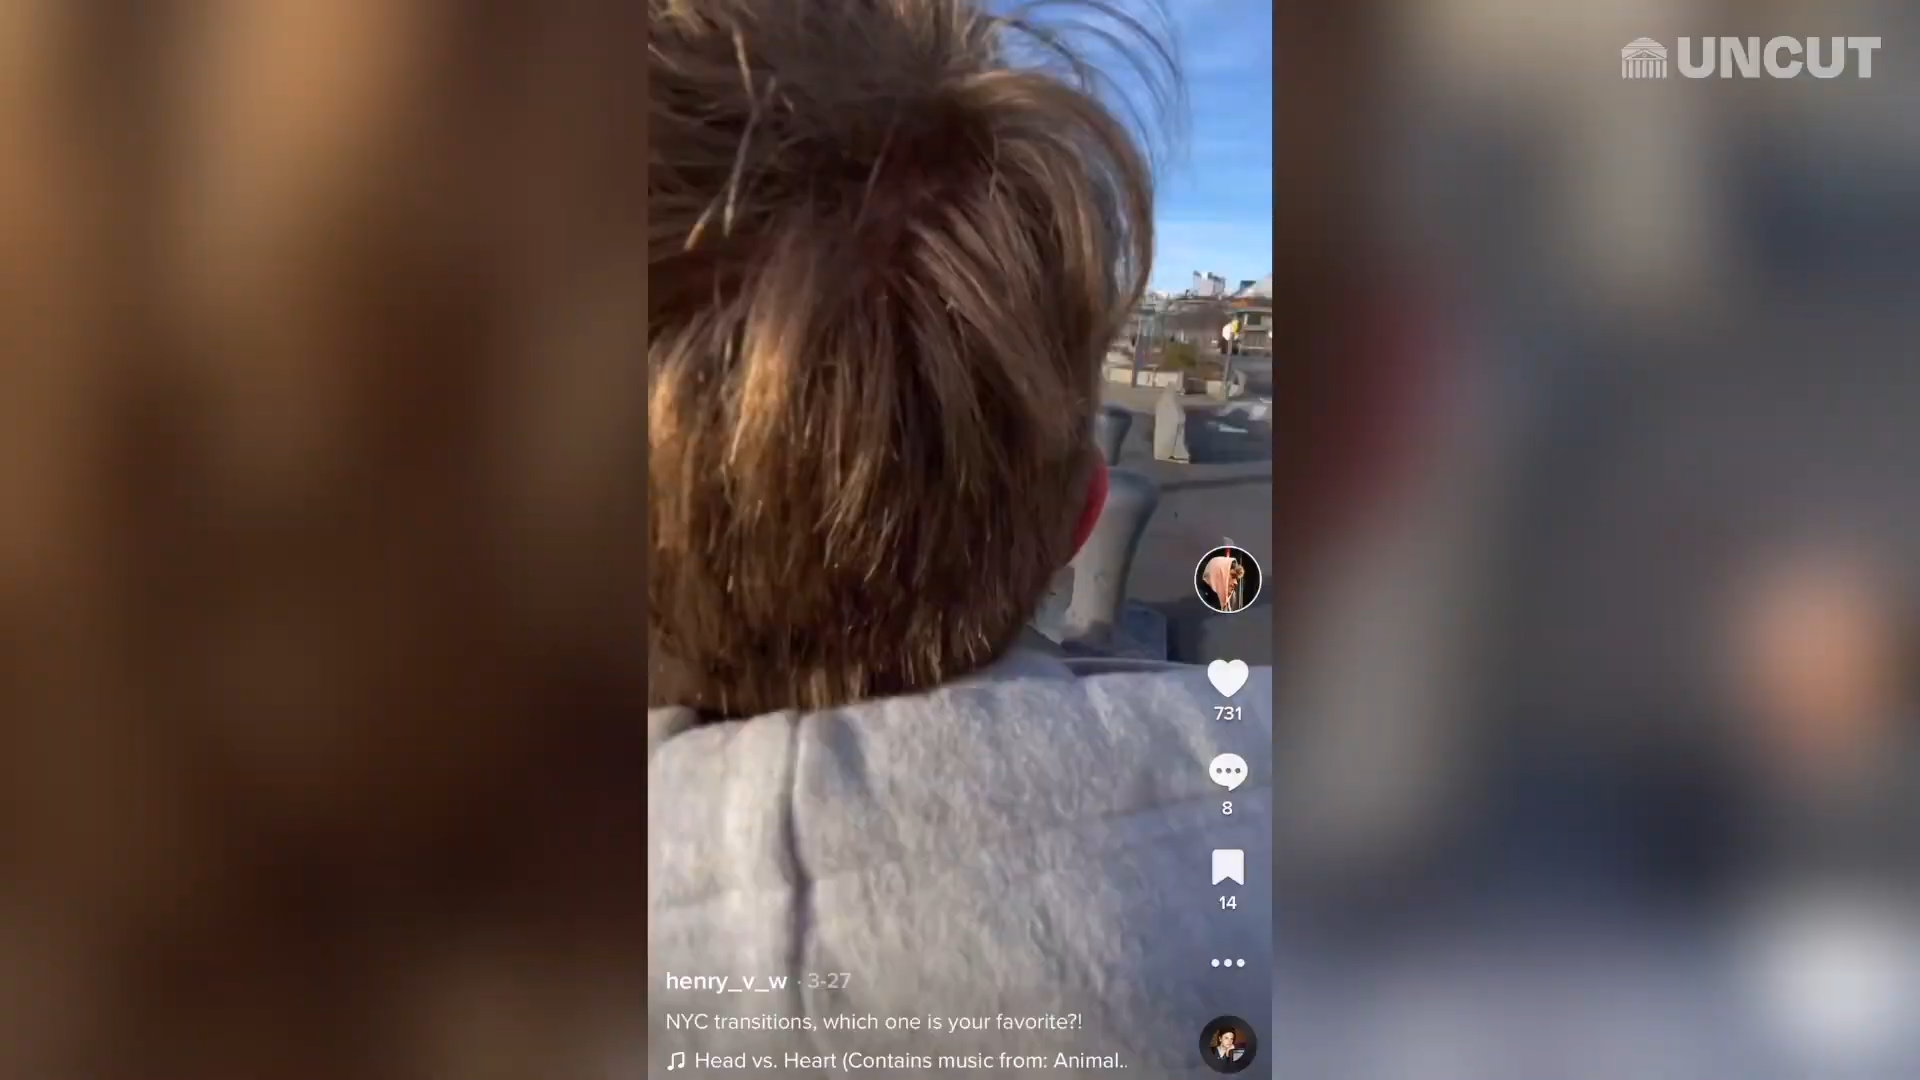 UNCUT
731
8
14
henry_v_w · 3-27
NYC transitions, which one is your favorite?!
Head vs. Heart (Contains music from: Animal..